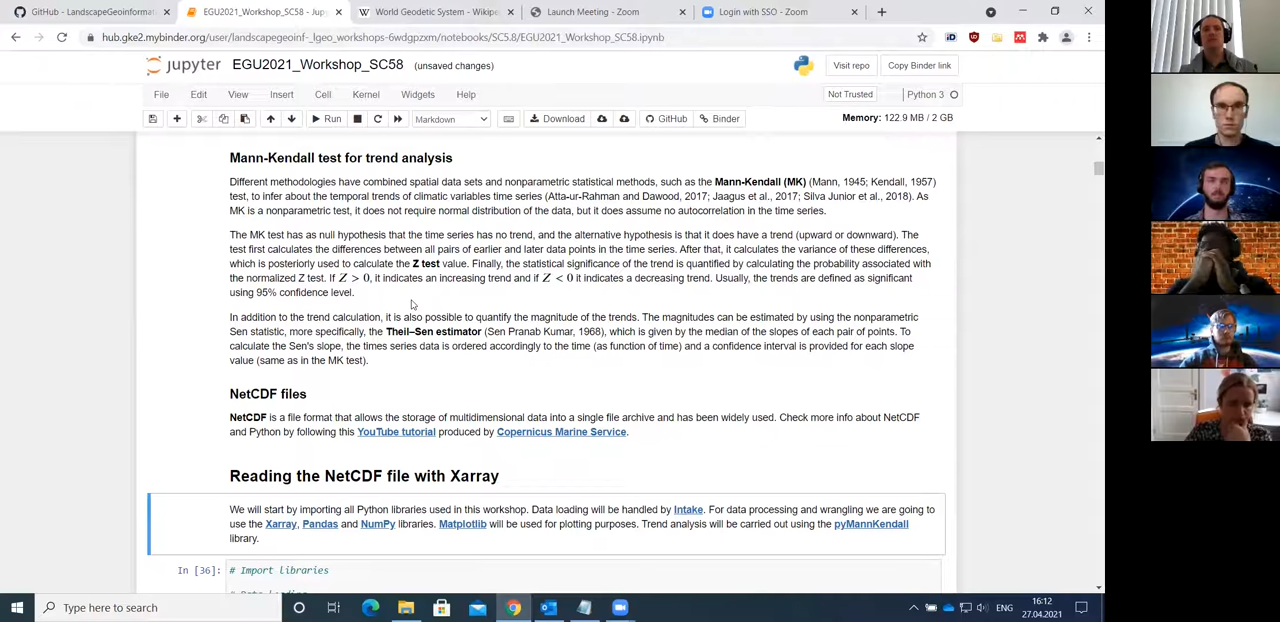 GitHub - LandscapeGeoinformat
EGU2021_Workshop_SC58 - Jupy
World Geodetic System - Wikipe
Launch Meeting - Zoom
Login with SSO - Zoom
hub.gke2.mybinder.org/user/landscapegeoinf-_lgeo_workshops-6wdgpzxm/notebooks/SC5.8/EGU2021_Workshop_SC58.ipynb
jupyter EGU2021_Workshop_SC58 (unsaved changes)
Visit repo Copy Binder link
File Edit View Insert Cell Kernel Widgets Help
Not Trusted Python 3
Run Markdown Download GitHub Binder Memory: 122.9 MB / 2 GB
Mann-Kendall test for trend analysis
Different methodologies have combined spatial data sets and nonparametric statistical methods, such as the Mann-Kendall (MK) (Mann, 1945; Kendall, 1957)
test, to infer about the temporal trends of climatic variables time series (Atta-ur-Rahman and Dawood, 2017; Jaagus et al., 2017; Silva Junior et al., 2018). As
MK is a nonparametric test, it does not require normal distribution of the data, but it does assume no autocorrelation in the time series.
The MK test has as null hypothesis that the time series has no trend, and the alternative hypothesis is that it does have a trend (upward or downward). The
test first calculates the differences between all pairs of earlier and later data points in the time series. After that, it calculates the variance of these differences,
which is posteriorly used to calculate the Z test value. Finally, the statistical significance of the trend is quantified by calculating the probability associated with
the normalized Z test. If Z > 0, it indicates an increasing trend and if Z < 0 it indicates a decreasing trend. Usually, the trends are defined as significant
using 95% confidence level.
In addition to the trend calculation, it is also possible to quantify the magnitude of the trends. The magnitudes can be estimated by using the nonparametric
Sen statistic, more specifically, the Theil–Sen estimator (Sen Pranab Kumar, 1968), which is given by the median of the slopes of each pair of points. To
calculate the Sen's slope, the times series data is ordered accordingly to the time (as function of time) and a confidence interval is provided for each slope
value (same as in the MK test).
NetCDF files
NetCDF is a file format that allows the storage of multidimensional data into a single file archive and has been widely used. Check more info about NetCDF
and Python by following this YouTube tutorial produced by Copernicus Marine Service.
Reading the NetCDF file with Xarray
We will start by importing all Python libraries used in this workshop. Data loading will be handled by Intake. For data processing and wrangling we are going to
use the Xarray, Pandas and NumPy libraries. Matplotlib will be used for plotting purposes. Trend analysis will be carried out using the pyMannKendall
library.
In [36]: # Import libraries
Type here to search
ENG
16:12
27.04.2021